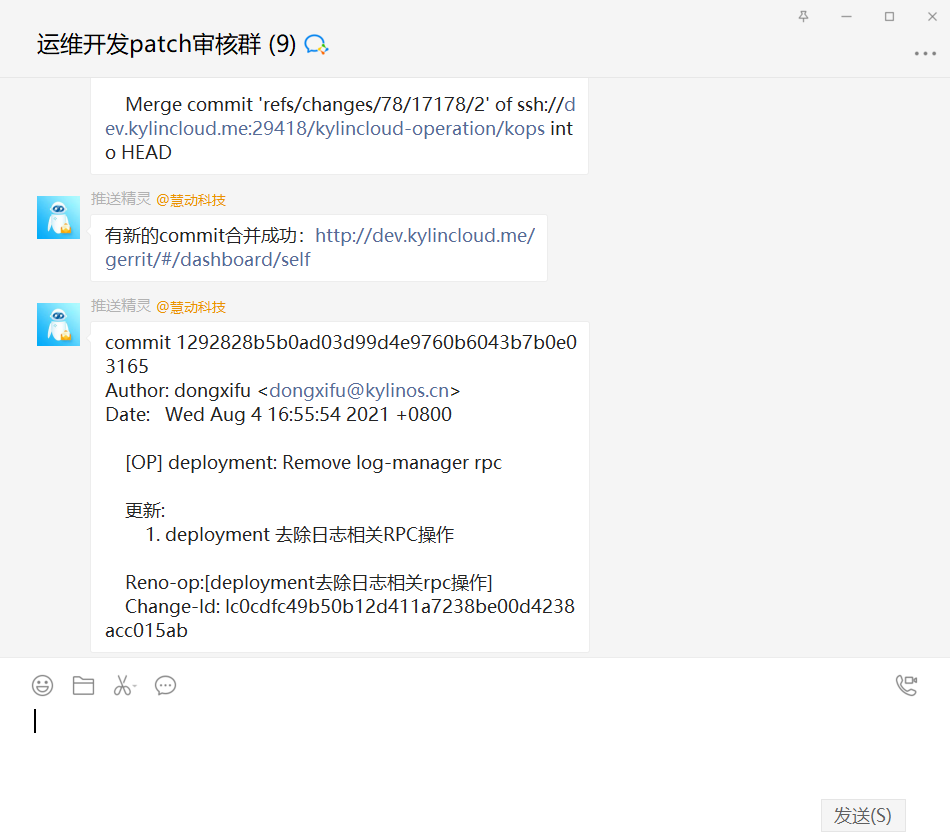 运维开发patch审核群 (9)
Merge commit 'refs/changes/78/17178/2' of ssh://d
ev.kylincloud.me:29418/kylincloud-operation/kops int
o HEAD
推送精灵 @慧动科技
有新的commit合并成功：http://dev.kylincloud.me/
gerrit/#/dashboard/self
推送精灵 @慧动科技
commit 1292828b5b0ad03d99d4e9760b6043b7b0e0
3165
Author: dongxifu <dongxifu@kylinos.cn>
Date:   Wed Aug 4 16:55:54 2021 +0800
[OP] deployment: Remove log-manager rpc
更新:
1. deployment 去除日志相关RPC操作
Reno-op:[deployment去除日志相关rpc操作]
Change-Id: Ic0cdfc49b50b12d411a7238be00d4238
acc015ab
发送(S)